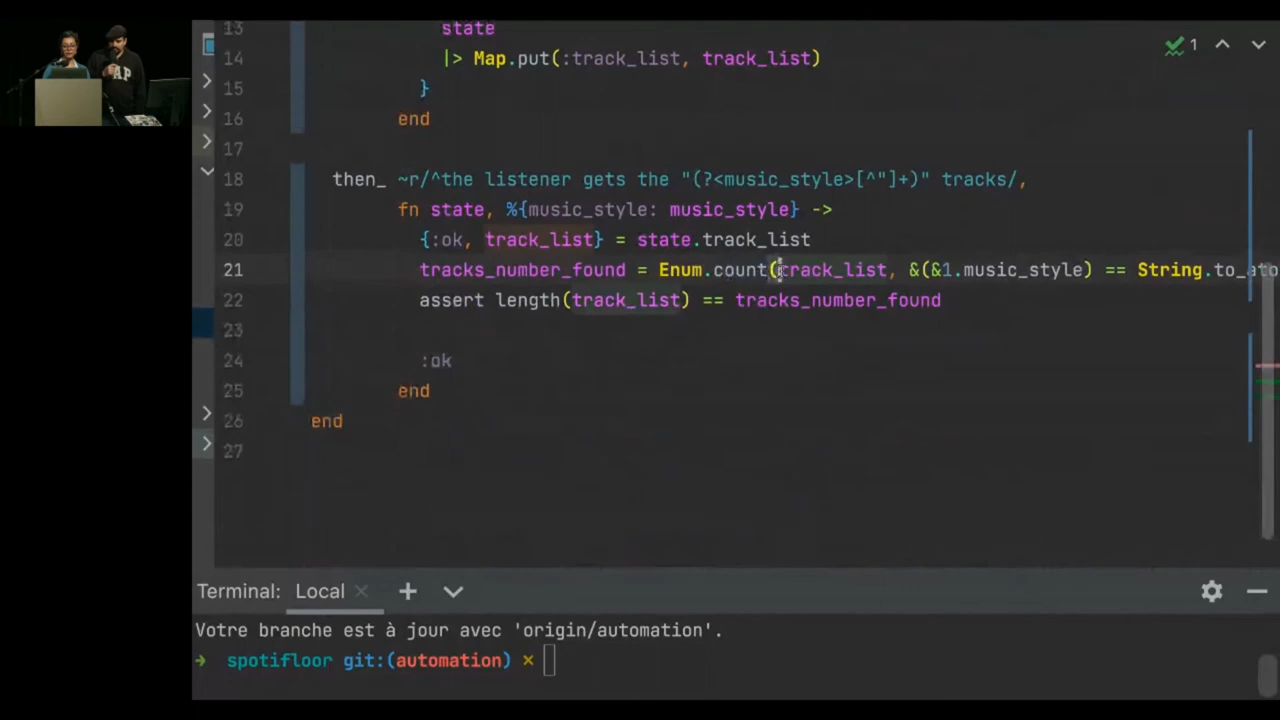 13 state
14 |> Map.put(:track_list, track_list)
15 }
16 end
17
18 then_ ~r/^the listener gets the "(?<music_style>[^"]+)" tracks/,
19 fn state, %{music_style: music_style} ->
20 {:ok, track_list} = state.track_list
21 tracks_number_found = Enum.count(track_list, &(&1.music_style) == String.to_ato
22 assert length(track_list) == tracks_number_found
23
24 :ok
25 end
26 end
27
1
Terminal: Local
Votre branche est à jour avec 'origin/automation'.
spotifloor git:(automation) ×